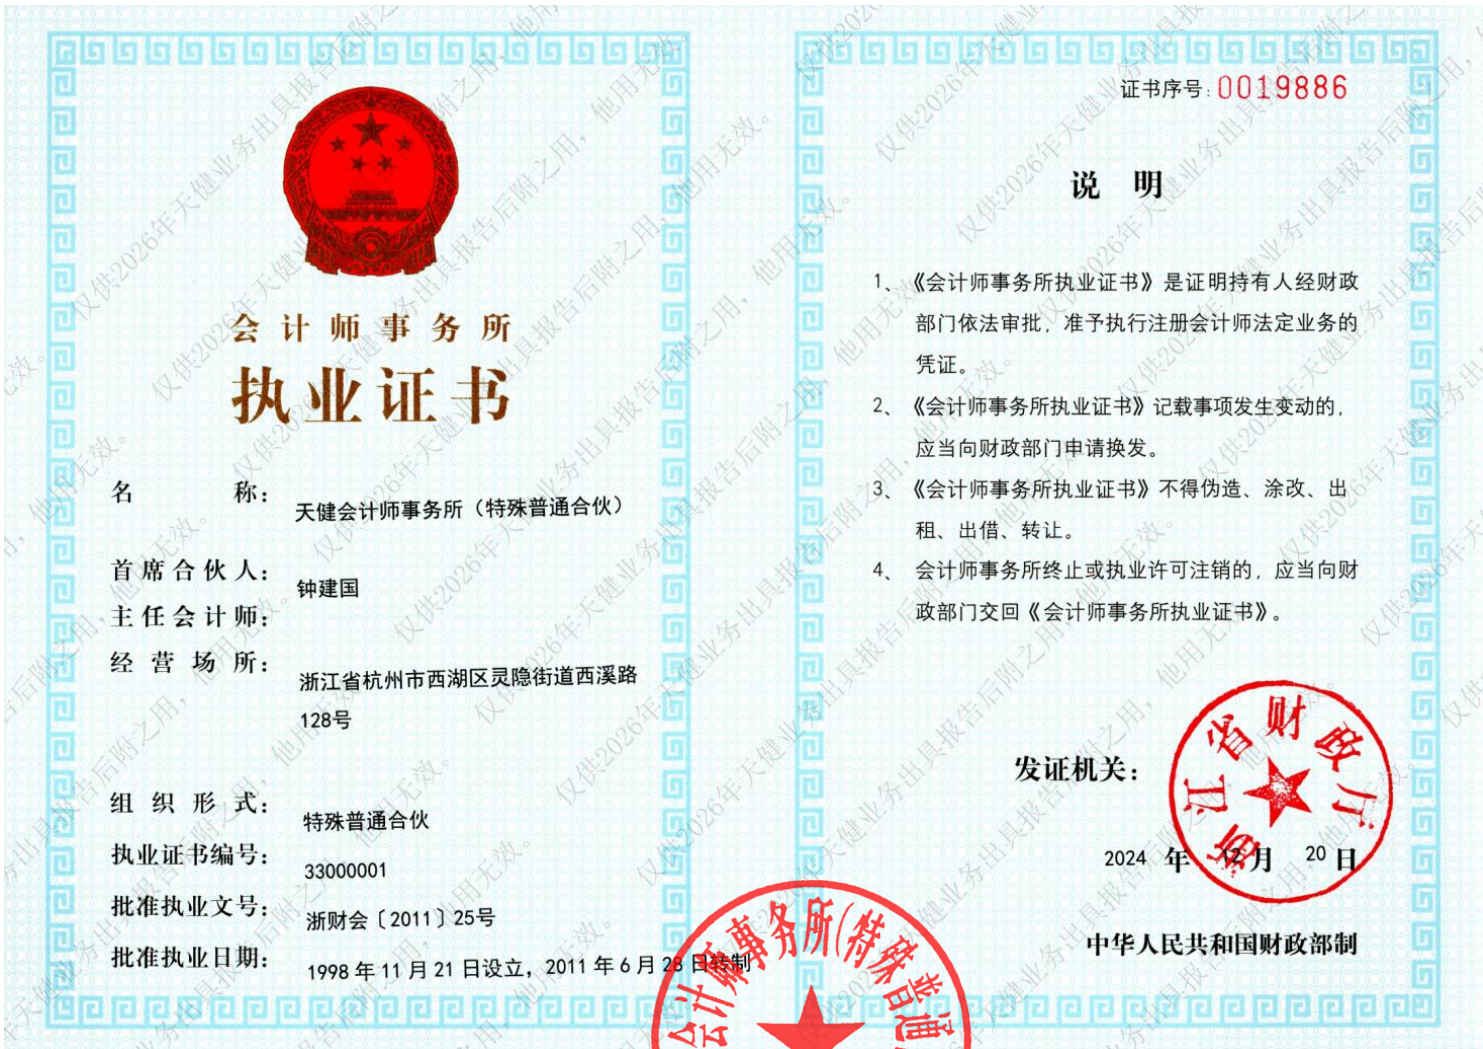 会计师事务所
执业证书
名 称：
天健会计师事务所（特殊普通合伙）
首席合伙人：
钟建国
主任会计师：
经营场所：
浙江省杭州市西湖区灵隐街道西溪路
128号
组织形式：
特殊普通合伙
执业证书编号：
33000001
批准执业文号：
浙财会〔2011〕25号
批准执业日期：
1998年11月21日设立，2011年6月28日转制
会计师事务所（特殊普通
证书序号：0019886
说 明
1、《会计师事务所执业证书》是证明持有人经财政
部门依法审批，准予执行注册会计师法定业务的
凭证。
2、《会计师事务所执业证书》记载事项发生变动的，
应当向财政部门申请换发。
3、《会计师事务所执业证书》不得伪造、涂改、出
租、出借、转让。
4、会计师事务所终止或执业许可注销的，应当向财
政部门交回《会计师事务所执业证书》。
发证机关：
浙江省财政厅
2024 年 12 月 20 日
中华人民共和国财政部制
仅供2026年天健业务出具报告后附之用，他用无效。